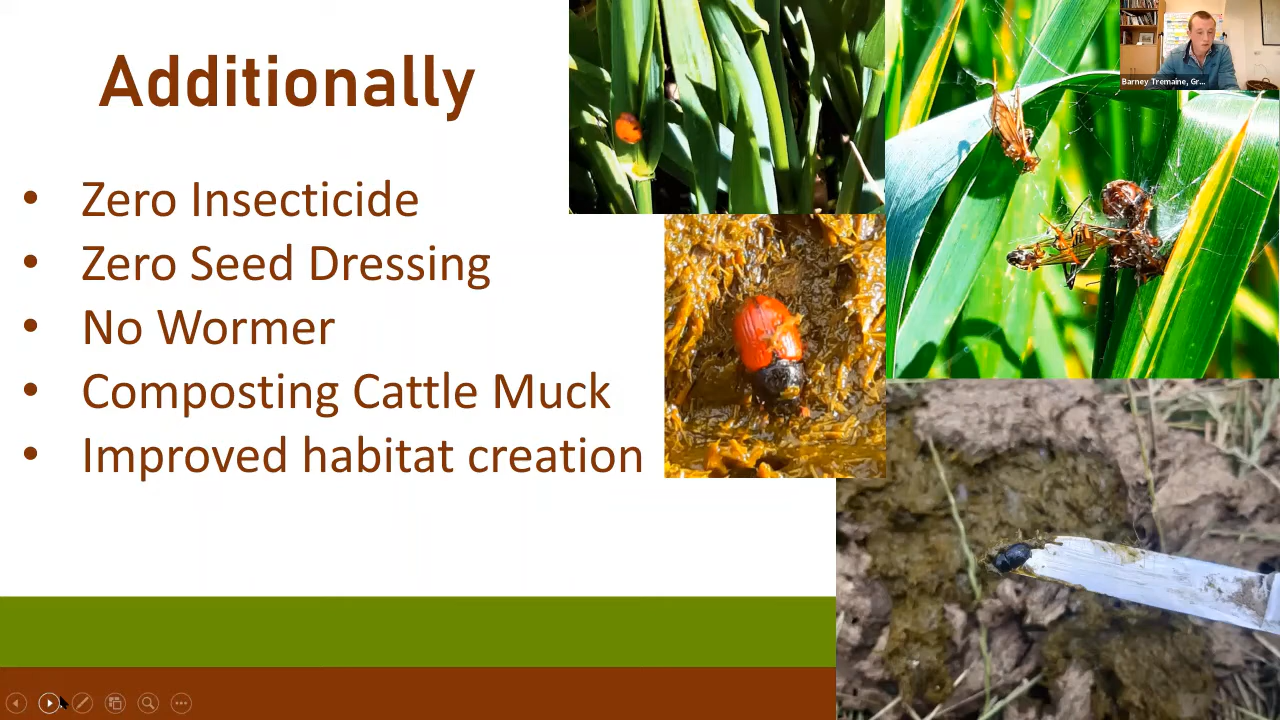 Additionally
• Zero Insecticide
• Zero Seed Dressing
• No Wormer
• Composting Cattle Muck
• Improved habitat creation
Barney Tremaine, Gr...